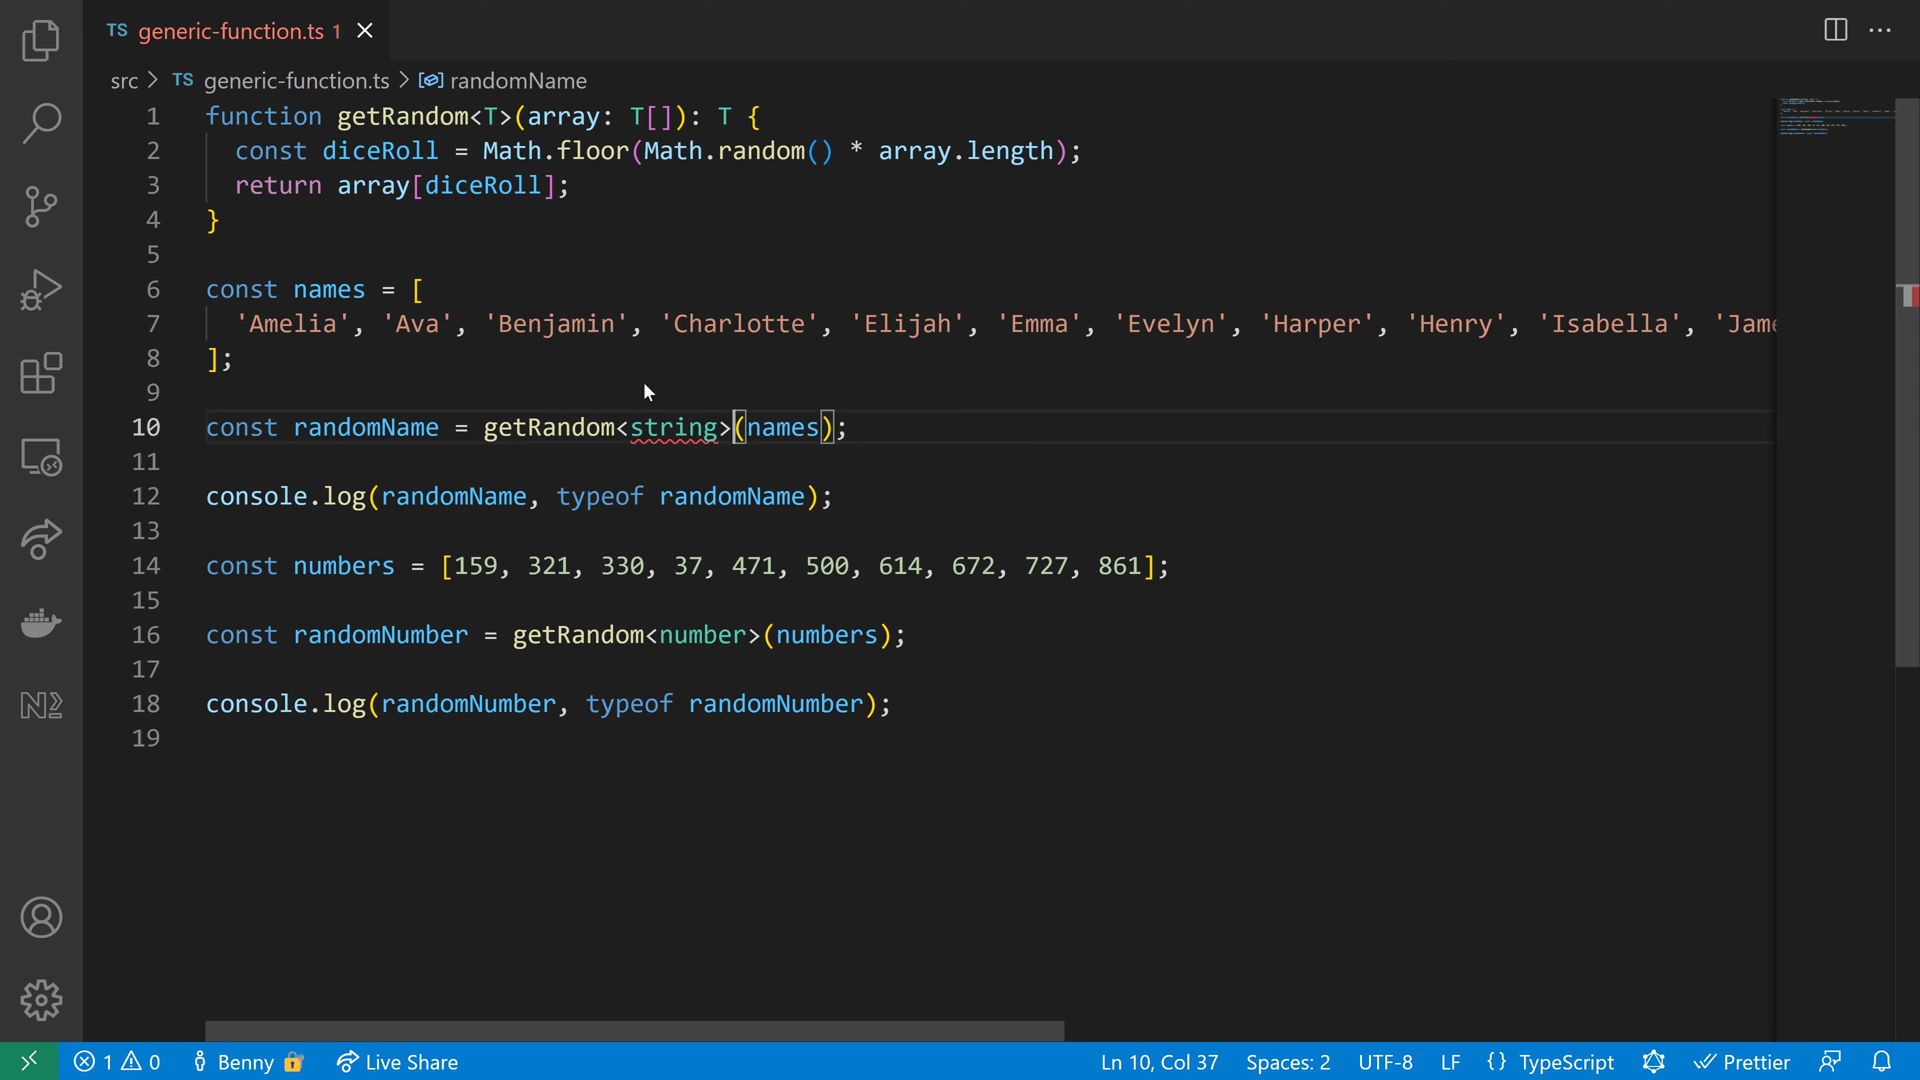 TS generic-function.ts 1
src > TS generic-function.ts > randomName
1 function getRandom<T>(array: T[]): T {
2 const diceRoll = Math.floor(Math.random() * array.length);
3 return array[diceRoll];
4 }
5
6 const names = [
7 'Amelia', 'Ava', 'Benjamin', 'Charlotte', 'Elijah', 'Emma', 'Evelyn', 'Harper', 'Henry', 'Isabella', 'Jame
8 ];
9
10 const randomName = getRandom<string>(names);
11
12 console.log(randomName, typeof randomName);
13
14 const numbers = [159, 321, 330, 37, 471, 500, 614, 672, 727, 861];
15
16 const randomNumber = getRandom<number>(numbers);
17
18 console.log(randomNumber, typeof randomNumber);
19
1 0 Benny Live Share Ln 10, Col 37 Spaces: 2 UTF-8 LF {} TypeScript Prettier